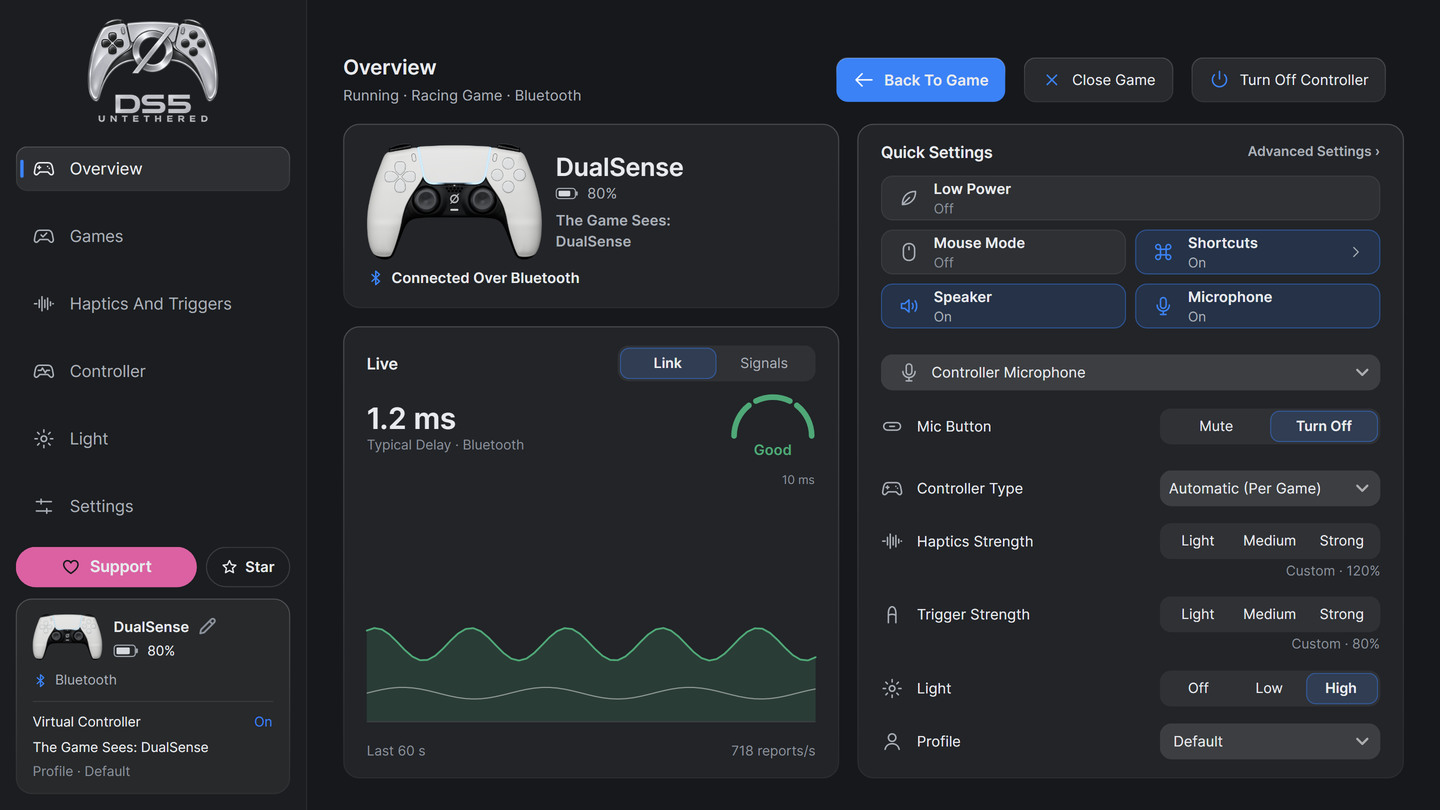 DS5
UNTETHERED
Overview
Games
Haptics And Triggers
Controller
Light
Settings
Support
Star
DualSense
80%
Bluetooth
Virtual Controller On
The Game Sees: DualSense
Profile · Default
Overview
Running · Racing Game · Bluetooth
Back To Game
Close Game
Turn Off Controller
DualSense
80%
The Game Sees:
DualSense
Connected Over Bluetooth
Live
Link
Signals
1.2 ms
Typical Delay · Bluetooth
Good
10 ms
Last 60 s
718 reports/s
Quick Settings
Advanced Settings ›
Low Power
Off
Mouse Mode
Off
Shortcuts
On
Speaker
On
Microphone
On
Controller Microphone
Mic Button
Mute
Turn Off
Controller Type
Automatic (Per Game)
Haptics Strength
Light
Medium
Strong
Custom · 120%
Trigger Strength
Light
Medium
Strong
Custom · 80%
Light
Off
Low
High
Profile
Default